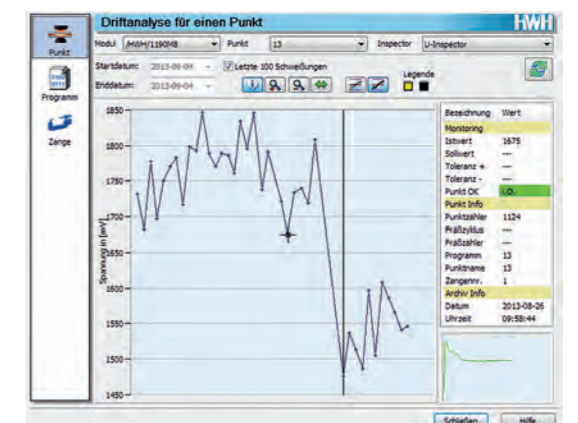 Driftanalyse für einen Punkt
HWH
Punkt
Programm
Zange
Modul /HWH/1190MB Punkt 13 Inspector U-Inspector
Startdatum: 2013-09-04 Letzte 100 Schweißungen
Enddatum: 2013-09-04 Legende
Spannung in [mV]
1850
1800
1750
1700
1650
1600
1550
1500
1450
Bezeichnung Wert
Monitoring
Istwert 1675
Sollwert ---
Toleranz + ---
Toleranz - ---
Punkt OK i.O.
Punkt Info
Punktzähler 1124
Fräßzyklus ---
Fräßzähler ---
Programm 13
Punktname 13
Zangennr. 1
Archiv Info
Datum 2013-08-26
Uhrzeit 09:58:44
Schließen Hilfe